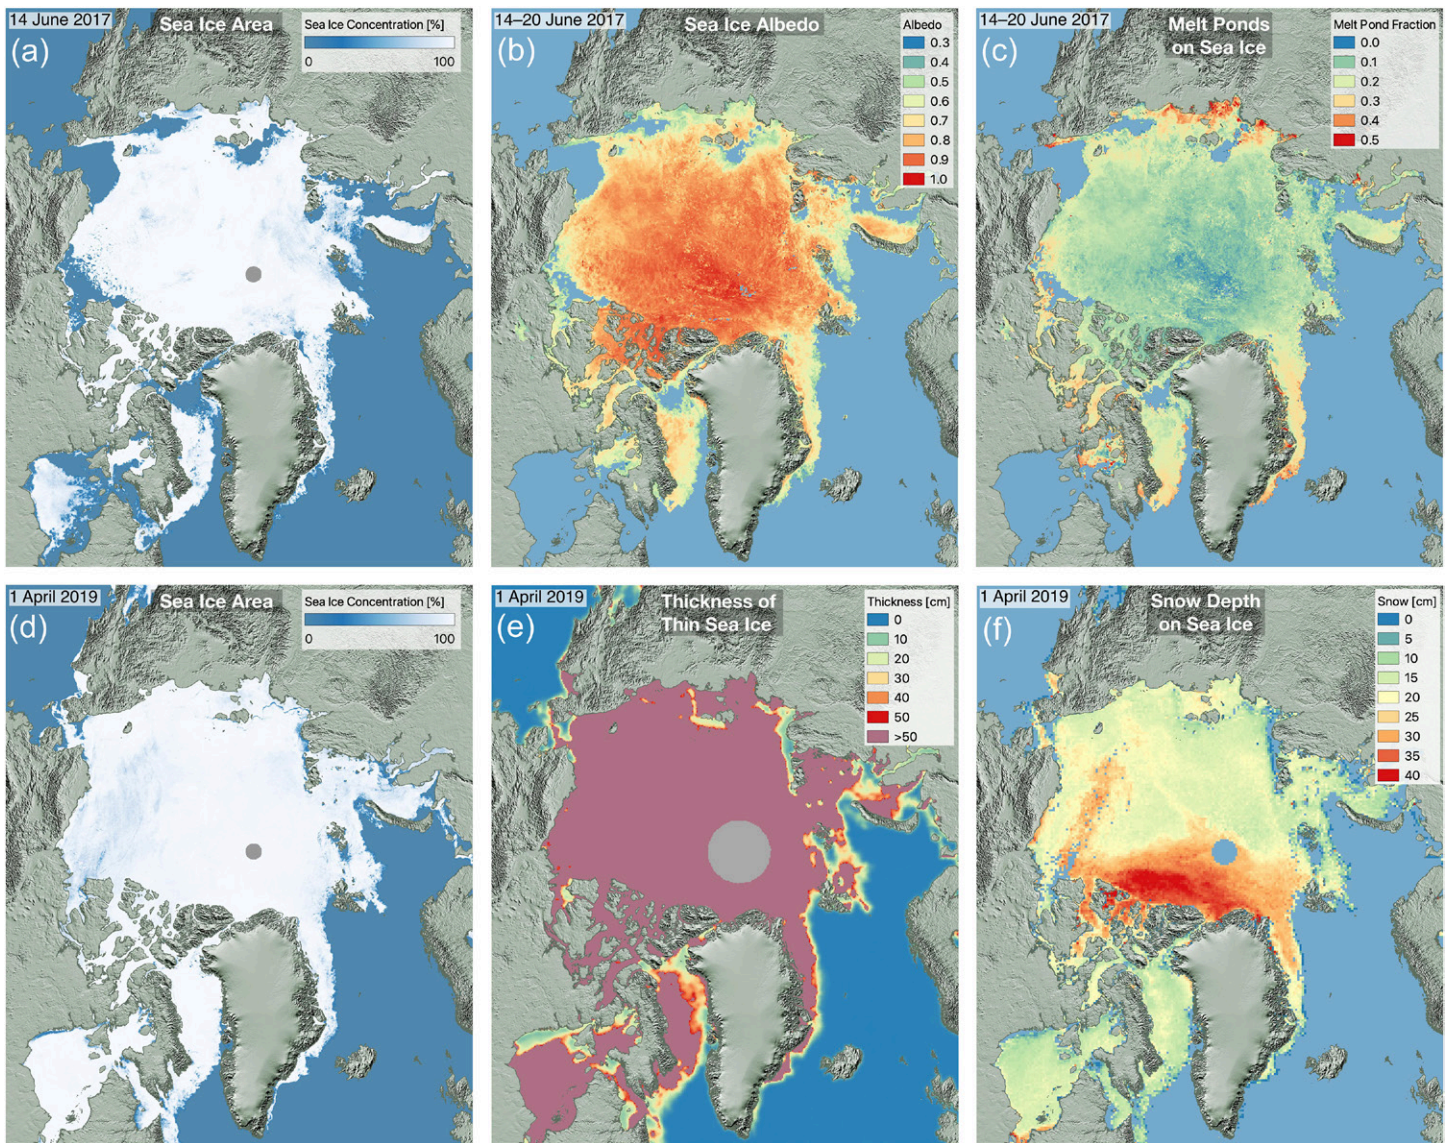 14 June 2017
Sea Ice Area
Sea Ice Concentration [%]
0 100
(a)
14–20 June 2017
Sea Ice Albedo
Albedo
0.3
0.4
0.5
0.6
0.7
0.8
0.9
1.0
(b)
14–20 June 2017
Melt Ponds
on Sea Ice
Melt Pond Fraction
0.0
0.1
0.2
0.3
0.4
0.5
(c)
1 April 2019
Sea Ice Area
Sea Ice Concentration [%]
0 100
(d)
1 April 2019
Thickness of
Thin Sea Ice
Thickness [cm]
0
10
20
30
40
50
>50
(e)
1 April 2019
Snow Depth
on Sea Ice
Snow [cm]
0
5
10
15
20
25
30
35
40
(f)